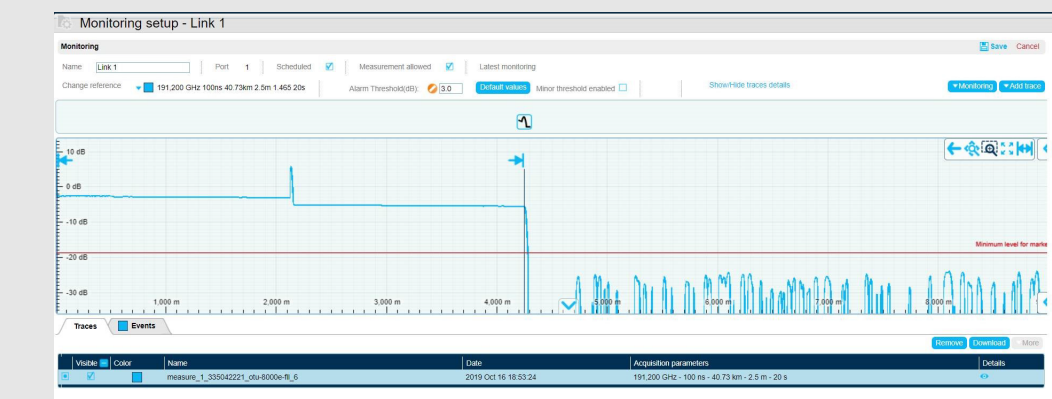 Monitoring setup - Link 1
Monitoring
Save Cancel
Name Link 1 Port 1 Scheduled Measurement allowed Latest monitoring
Change reference 191,200 GHz 100ns 40.73km 2.5m 1.465 20s Alarm Threshold(dB): 3.0 Default values Minor threshold enabled Show/Hide traces details Monitoring Add trace
10 dB
0 dB
-10 dB
Minimum level for marke
-20 dB
-30 dB
1,000 m 2,000 m 3,000 m 4,000 m 5,000 m 6,000 m 7,000 m 8,000 m
Traces Events
Remove Download More
Visible Color Name Date Acquisition parameters Details
measure_1_335042221_otu-8000e-fli_6 2019 Oct 16 18:53:24 191,200 GHz - 100 ns - 40.73 km - 2.5 m - 20 s